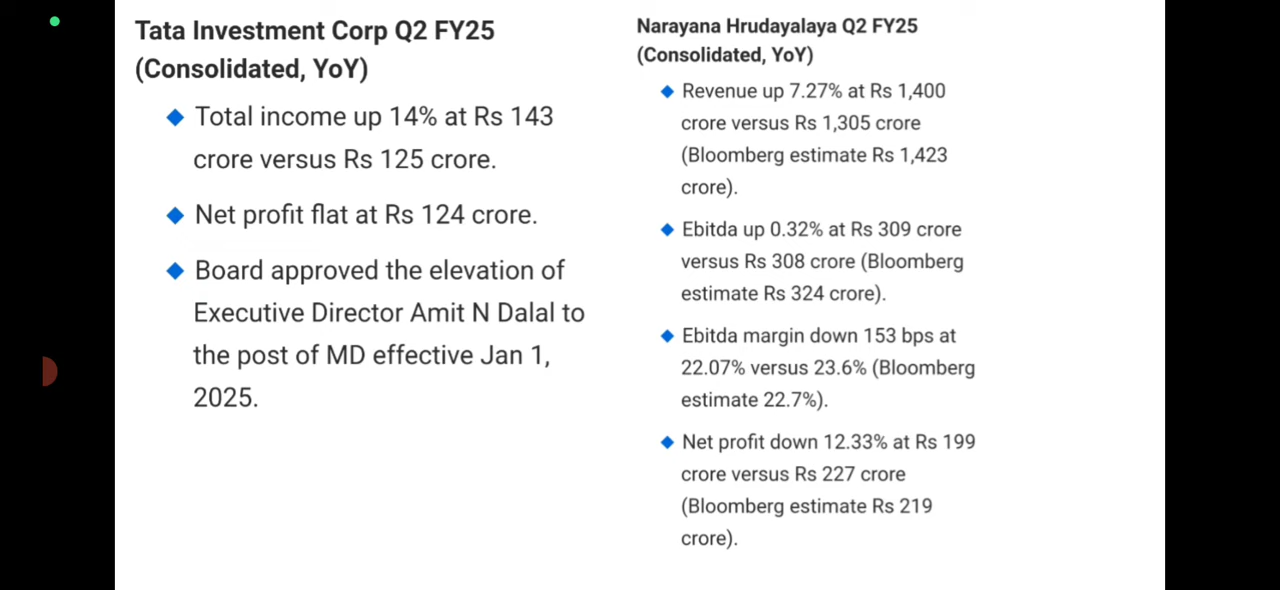 Tata Investment Corp Q2 FY25
(Consolidated, YoY)
Total income up 14% at Rs 143
crore versus Rs 125 crore.
Net profit flat at Rs 124 crore.
Board approved the elevation of
Executive Director Amit N Dalal to
the post of MD effective Jan 1,
2025.
Narayana Hrudayalaya Q2 FY25
(Consolidated, YoY)
Revenue up 7.27% at Rs 1,400
crore versus Rs 1,305 crore
(Bloomberg estimate Rs 1,423
crore).
Ebitda up 0.32% at Rs 309 crore
versus Rs 308 crore (Bloomberg
estimate Rs 324 crore).
Ebitda margin down 153 bps at
22.07% versus 23.6% (Bloomberg
estimate 22.7%).
Net profit down 12.33% at Rs 199
crore versus Rs 227 crore
(Bloomberg estimate Rs 219
crore).